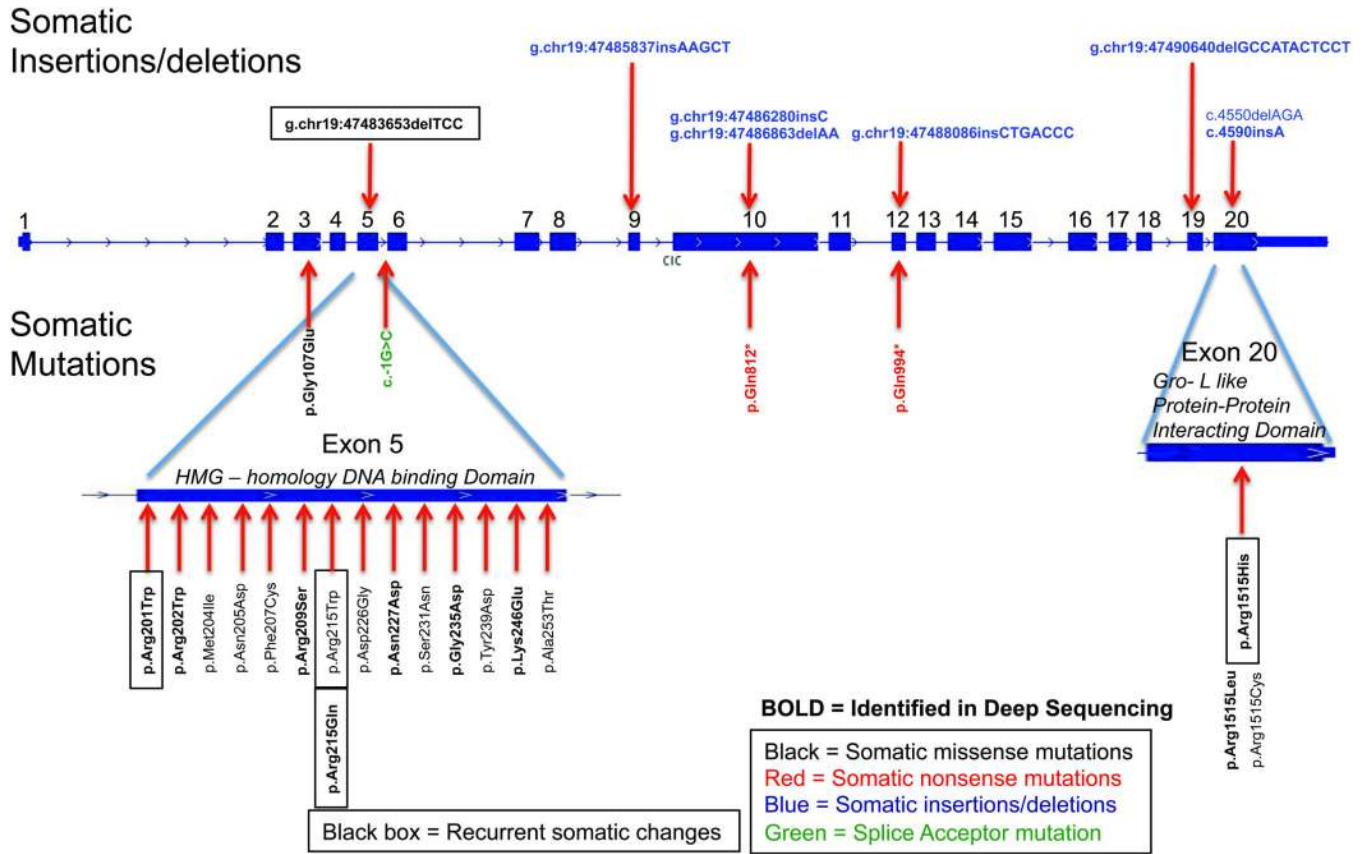 Somatic
Insertions/deletions
g.chr19:47485837insAAGCT
g.chr19:47490640delGCCATACTCCT
g.chr19:47483653delTCC
g.chr19:47486280insC
g.chr19:47486863delAA
g.chr19:47488086insCTGACCC
c.4550delAGA
c.4590insA
1 2 3 4 5 6 7 8 9 10 11 12 13 14 15 16 17 18 19 20
CIC
Somatic
Mutations
p.Gly107Glu
c.-1G>C
p.Gln812*
p.Gln994*
Exon 5
HMG – homology DNA binding Domain
Exon 20
Gro- L like
Protein-Protein
Interacting Domain
p.Arg201Trp
p.Arg202Trp
p.Met204Ile
p.Asn205Asp
p.Phe207Cys
p.Arg209Ser
p.Arg215Trp
p.Arg215Gln
p.Asp226Gly
p.Asn227Asp
p.Ser231Asn
p.Gly235Asp
p.Tyr239Asp
p.Lys246Glu
p.Ala253Thr
p.Arg1515His
p.Arg1515Leu
p.Arg1515Cys
BOLD = Identified in Deep Sequencing
Black = Somatic missense mutations
Red = Somatic nonsense mutations
Blue = Somatic insertions/deletions
Green = Splice Acceptor mutation
Black box = Recurrent somatic changes